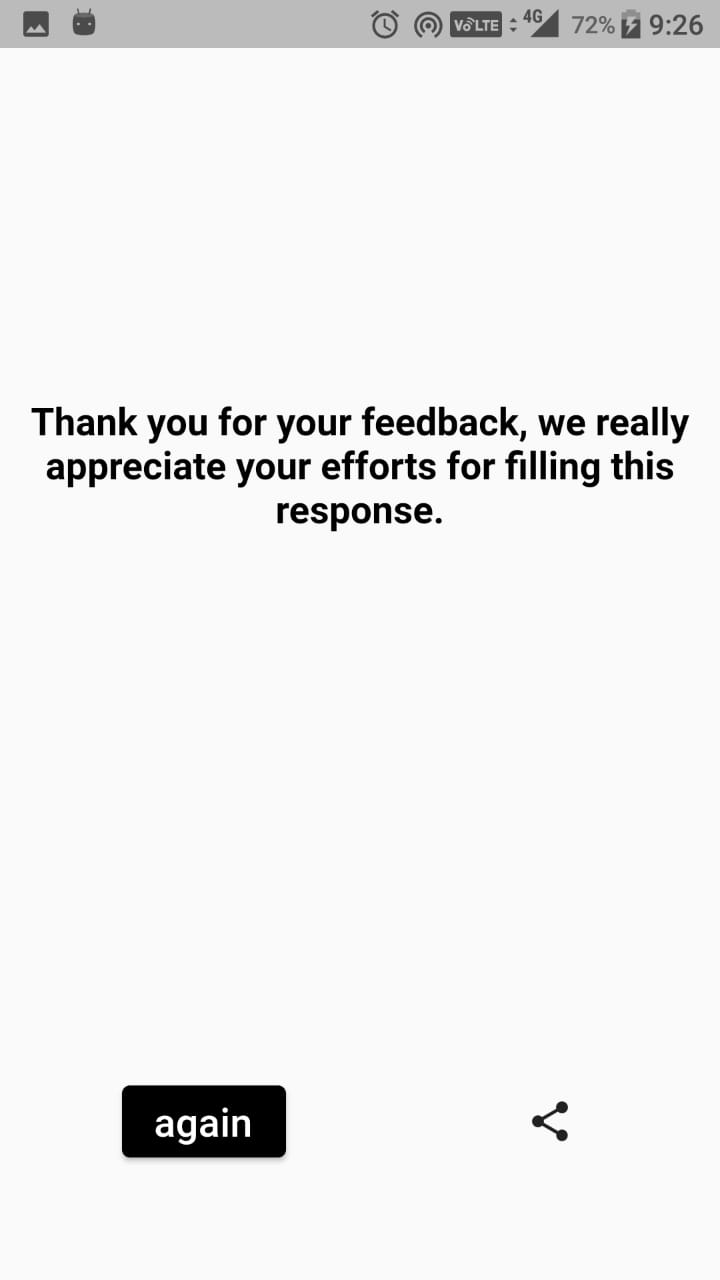 VoLTE 4G 72% 9:26
Thank you for your feedback, we really
appreciate your efforts for filling this
response.
again